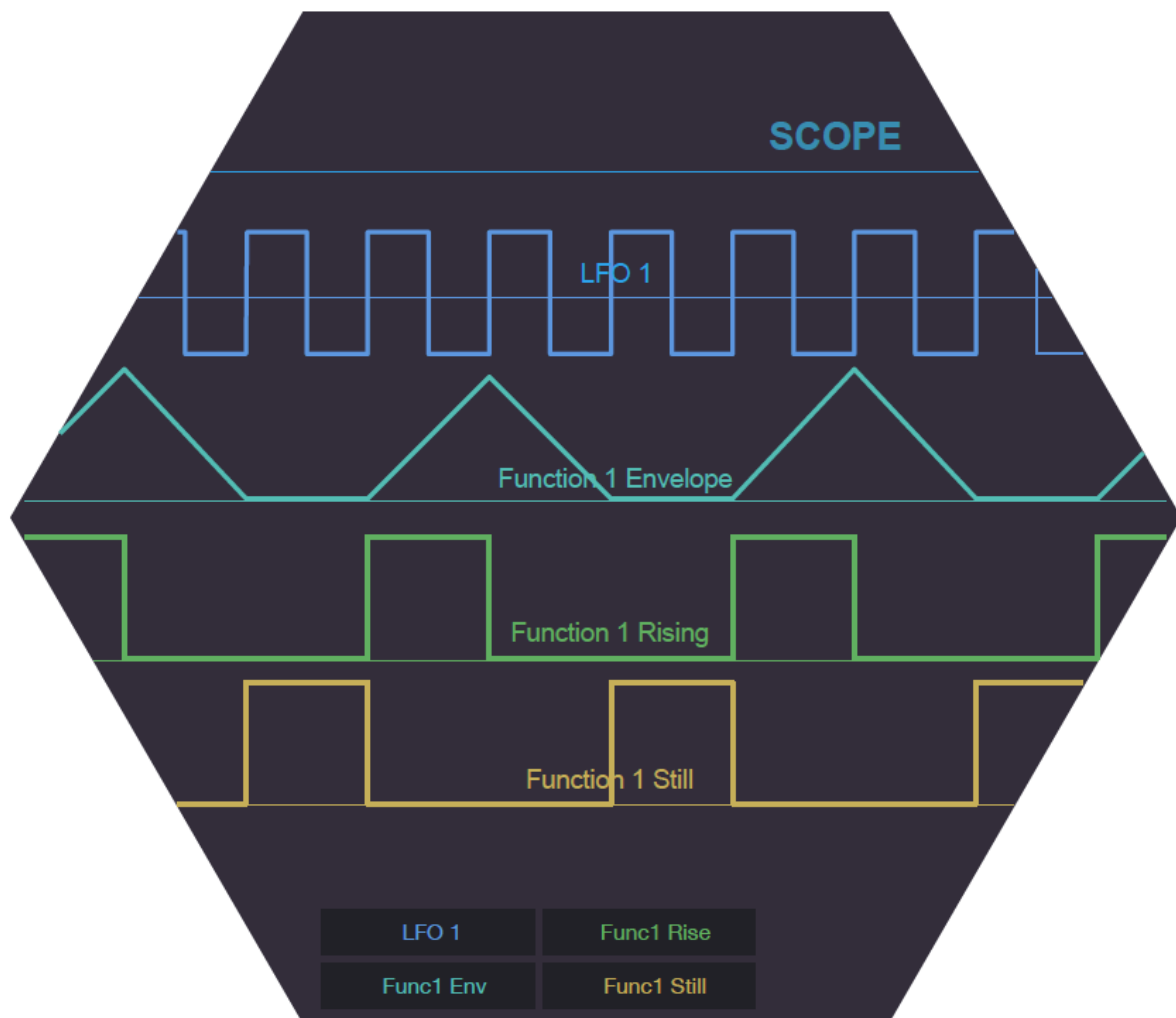 SCOPE
LFO 1
Function 1 Envelope
Function 1 Rising
Function 1 Still
LFO 1
Func1 Rise
Func1 Env
Func1 Still